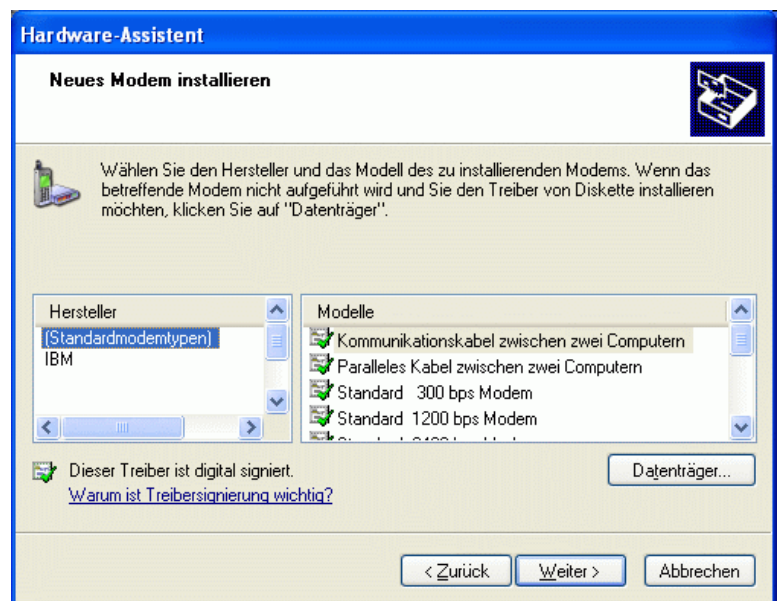 Hardware-Assistent
Neues Modem installieren
Wählen Sie den Hersteller und das Modell des zu installierenden Modems. Wenn das
betreffende Modem nicht aufgeführt wird und Sie den Treiber von Diskette installieren
möchten, klicken Sie auf "Datenträger".
Hersteller
(Standardmodemtypen)
IBM
Modelle
Kommunikationskabel zwischen zwei Computern
Paralleles Kabel zwischen zwei Computern
Standard 300 bps Modem
Standard 1200 bps Modem
Dieser Treiber ist digital signiert.
Warum ist Treibersignierung wichtig?
Datenträger...
< Zurück
Weiter >
Abbrechen